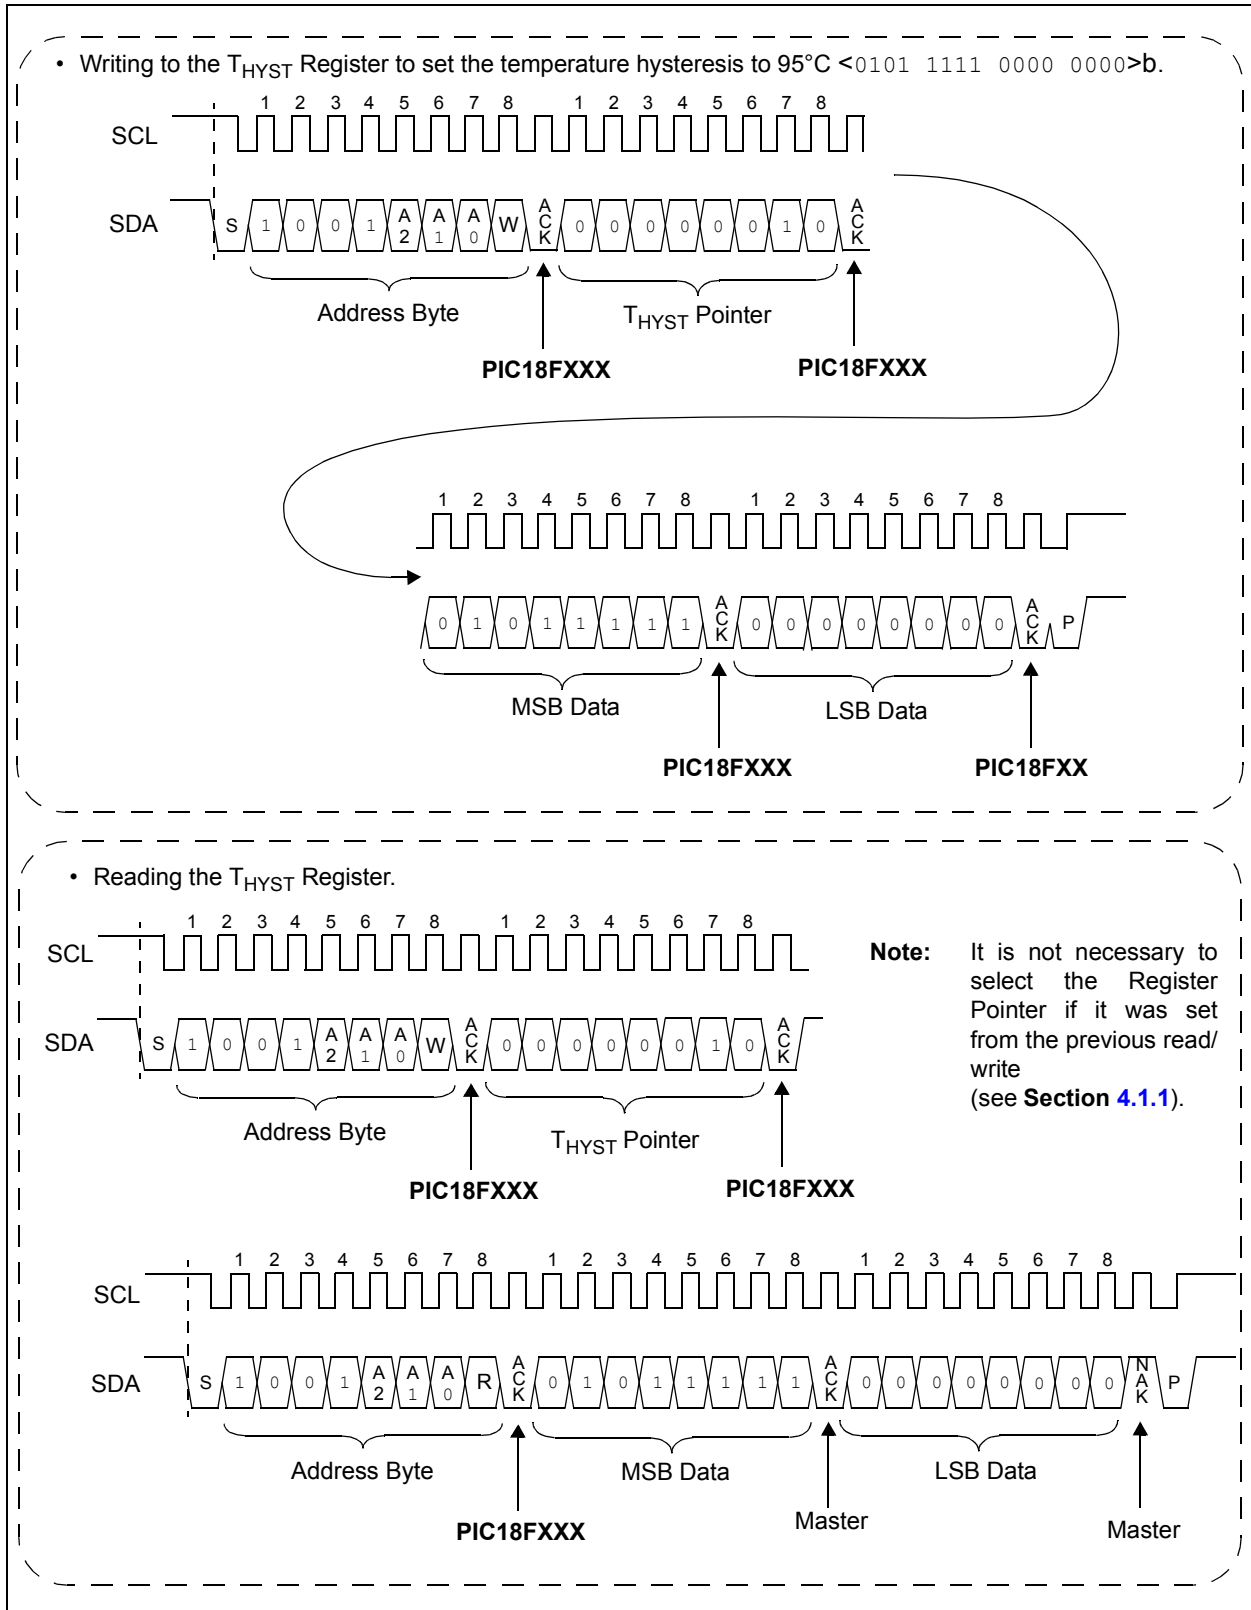 • Writing to the THYST Register to set the temperature hysteresis to 95°C <0101 1111 0000 0000>b.
1 2 3 4 5 6 7 8 1 2 3 4 5 6 7 8
SCL
SDA S 1 0 0 1 A2 A1 A0 W ACK 0 0 0 0 0 0 1 0 ACK
Address Byte THYST Pointer
PIC18FXXX PIC18FXXX
1 2 3 4 5 6 7 8 1 2 3 4 5 6 7 8
0 1 0 1 1 1 1 1 ACK 0 0 0 0 0 0 0 0 ACK P
MSB Data LSB Data
PIC18FXXX PIC18FXX
• Reading the THYST Register.
1 2 3 4 5 6 7 8 1 2 3 4 5 6 7 8
SCL
SDA S 1 0 0 1 A2 A1 A0 W ACK 0 0 0 0 0 0 1 0 ACK
Address Byte THYST Pointer
PIC18FXXX PIC18FXXX
Note: It is not necessary to
select the Register
Pointer if it was set
from the previous read/
write
(see Section 4.1.1).
1 2 3 4 5 6 7 8 1 2 3 4 5 6 7 8 1 2 3 4 5 6 7 8
SCL
SDA S 1 0 0 1 A2 A1 A0 R ACK 0 1 0 1 1 1 1 1 ACK 0 0 0 0 0 0 0 0 NAK P
Address Byte MSB Data LSB Data
PIC18FXXX Master Master